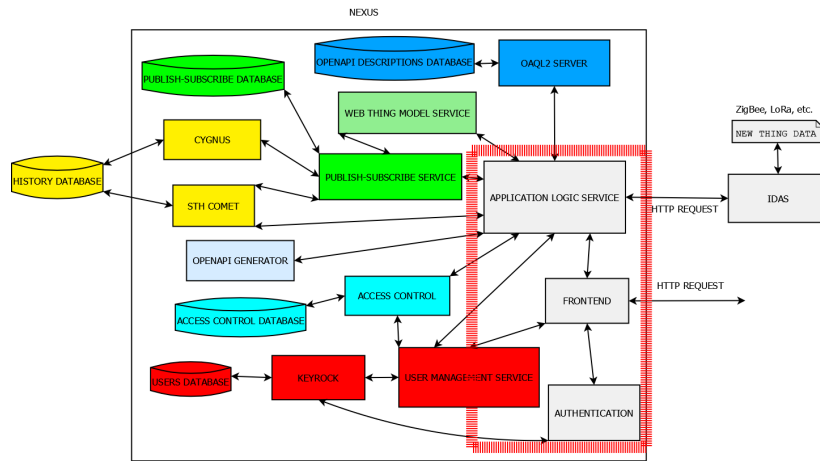 NEXUS
OPENAPI DESCRIPTIONS DATABASE
OAQL2 SERVER
PUBLISH-SUBSCRIBE DATABASE
WEB THING MODEL SERVICE
ZigBee, LoRa, etc.
NEW THING DATA
CYGNUS
HISTORY DATABASE
PUBLISH-SUBSCRIBE SERVICE
APPLICATION LOGIC SERVICE
STH COMET
HTTP REQUEST
IDAS
OPENAPI GENERATOR
ACCESS CONTROL
FRONTEND
HTTP REQUEST
ACCESS CONTROL DATABASE
USERS DATABASE
KEYROCK
USER MANAGEMENT SERVICE
AUTHENTICATION